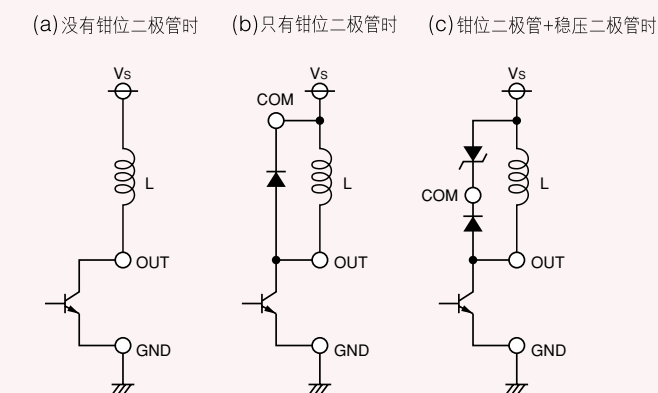 (a) 没有钳位二极管时
(b) 只有钳位二极管时
(c) 钳位二极管+稳压二极管时
Vs
L
OUT
GND
Vs
COM
L
OUT
GND
Vs
COM
L
OUT
GND